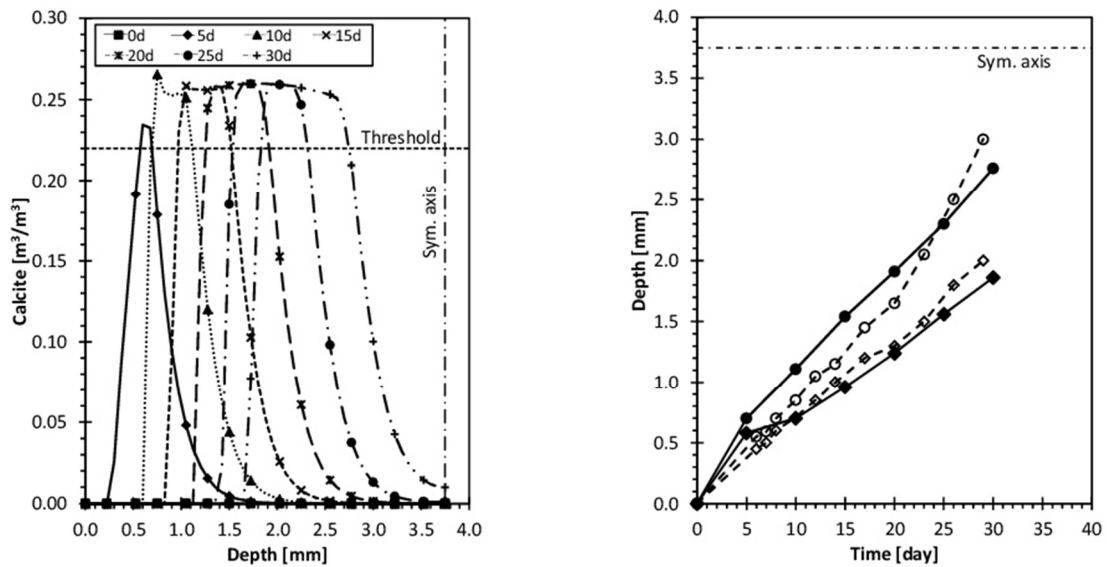 0.30
0.25
0.20
0.15
0.10
0.05
0.00
Calcite [m³/m³]
0d 5d 10d 15d
20d 25d 30d
Threshold
Sym. axis
0.0 0.5 1.0 1.5 2.0 2.5 3.0 3.5 4.0
Depth [mm]
4.0
3.5
3.0
2.5
2.0
1.5
1.0
0.5
0.0
Depth [mm]
Sym. axis
0 5 10 15 20 25 30 35 40
Time [day]